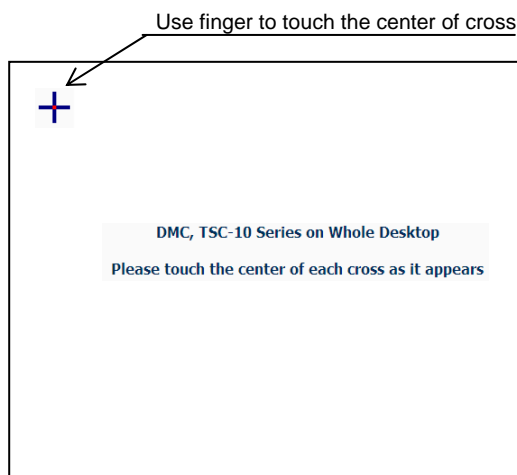 Use finger to touch the center of cross
DMC, TSC-10 Series on Whole Desktop
Please touch the center of each cross as it appears